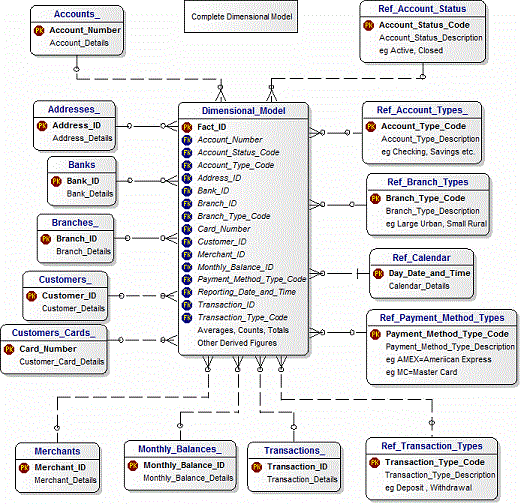 Accounts_
PK Account_Number
Account_Details
Complete Dimensional Model
Ref_Account_Status
PK Account_Status_Code
Account_Status_Description
eg Active, Closed
Addresses_
PK Address_ID
Address_Details
Banks
PK Bank_ID
Bank_Details
Branches_
PK Branch_ID
Branch_Details
Customers_
PK Customer_ID
Customer_Details
Customers_Cards_
PK Card_Number
Customer_Card_Details
Dimensional_Model
PK Fact_ID
FK Account_Number
FK Account_Status_Code
FK Account_Type_Code
FK Address_ID
FK Bank_ID
FK Branch_ID
FK Branch_Type_Code
FK Card_Number
FK Customer_ID
FK Merchant_ID
FK Monthly_Balance_ID
FK Payment_Method_Type_Code
FK Reporting_Date_and_Time
FK Transaction_ID
FK Transaction_Type_Code
Averages, Counts, Totals
Other Derived Figures
Ref_Account_Types_
PK Account_Type_Code
Account_Type_Description
eg Checking, Savings etc.
Ref_Branch_Types
PK Branch_Type_Code
Branch_Type_Description
eg Large Urban, Small Rural
Ref_Calendar
PK Day_Date_and_Time
Calendar_Details
Ref_Payment_Method_Types
PK Payment_Method_Type_Code
Payment_Method_Type_Description
eg AMEX=American Express
eg MC=Master Card
Merchants
PK Merchant_ID
Merchant_Details
Monthly_Balances_
PK Monthly_Balance_ID
Monthly_Balance_Details
Transactions_
PK Transaction_ID
Transaction_Details
Ref_Transaction_Types
PK Transaction_Type_Code
Transaction_Type_Description
eg Deposit , Withdrawal